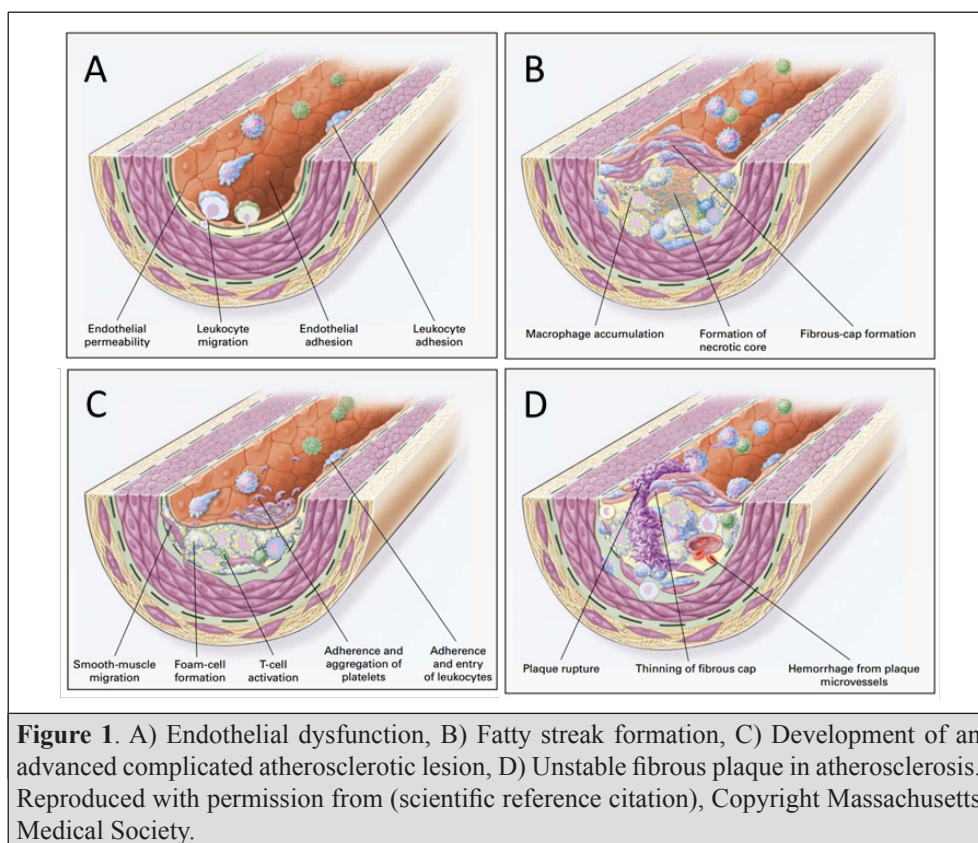 A
Endothelial permeability
Leukocyte migration
Endothelial adhesion
Leukocyte adhesion
B
Macrophage accumulation
Formation of necrotic core
Fibrous-cap formation
C
Smooth-muscle migration
Foam-cell formation
T-cell activation
Adherence and aggregation of platelets
Adherence and entry of leukocytes
D
Plaque rupture
Thinning of fibrous cap
Hemorrhage from plaque microvessels
Figure 1. A) Endothelial dysfunction, B) Fatty streak formation, C) Development of an
advanced complicated atherosclerotic lesion, D) Unstable fibrous plaque in atherosclerosis.
Reproduced with permission from (scientific reference citation), Copyright Massachusetts
Medical Society.